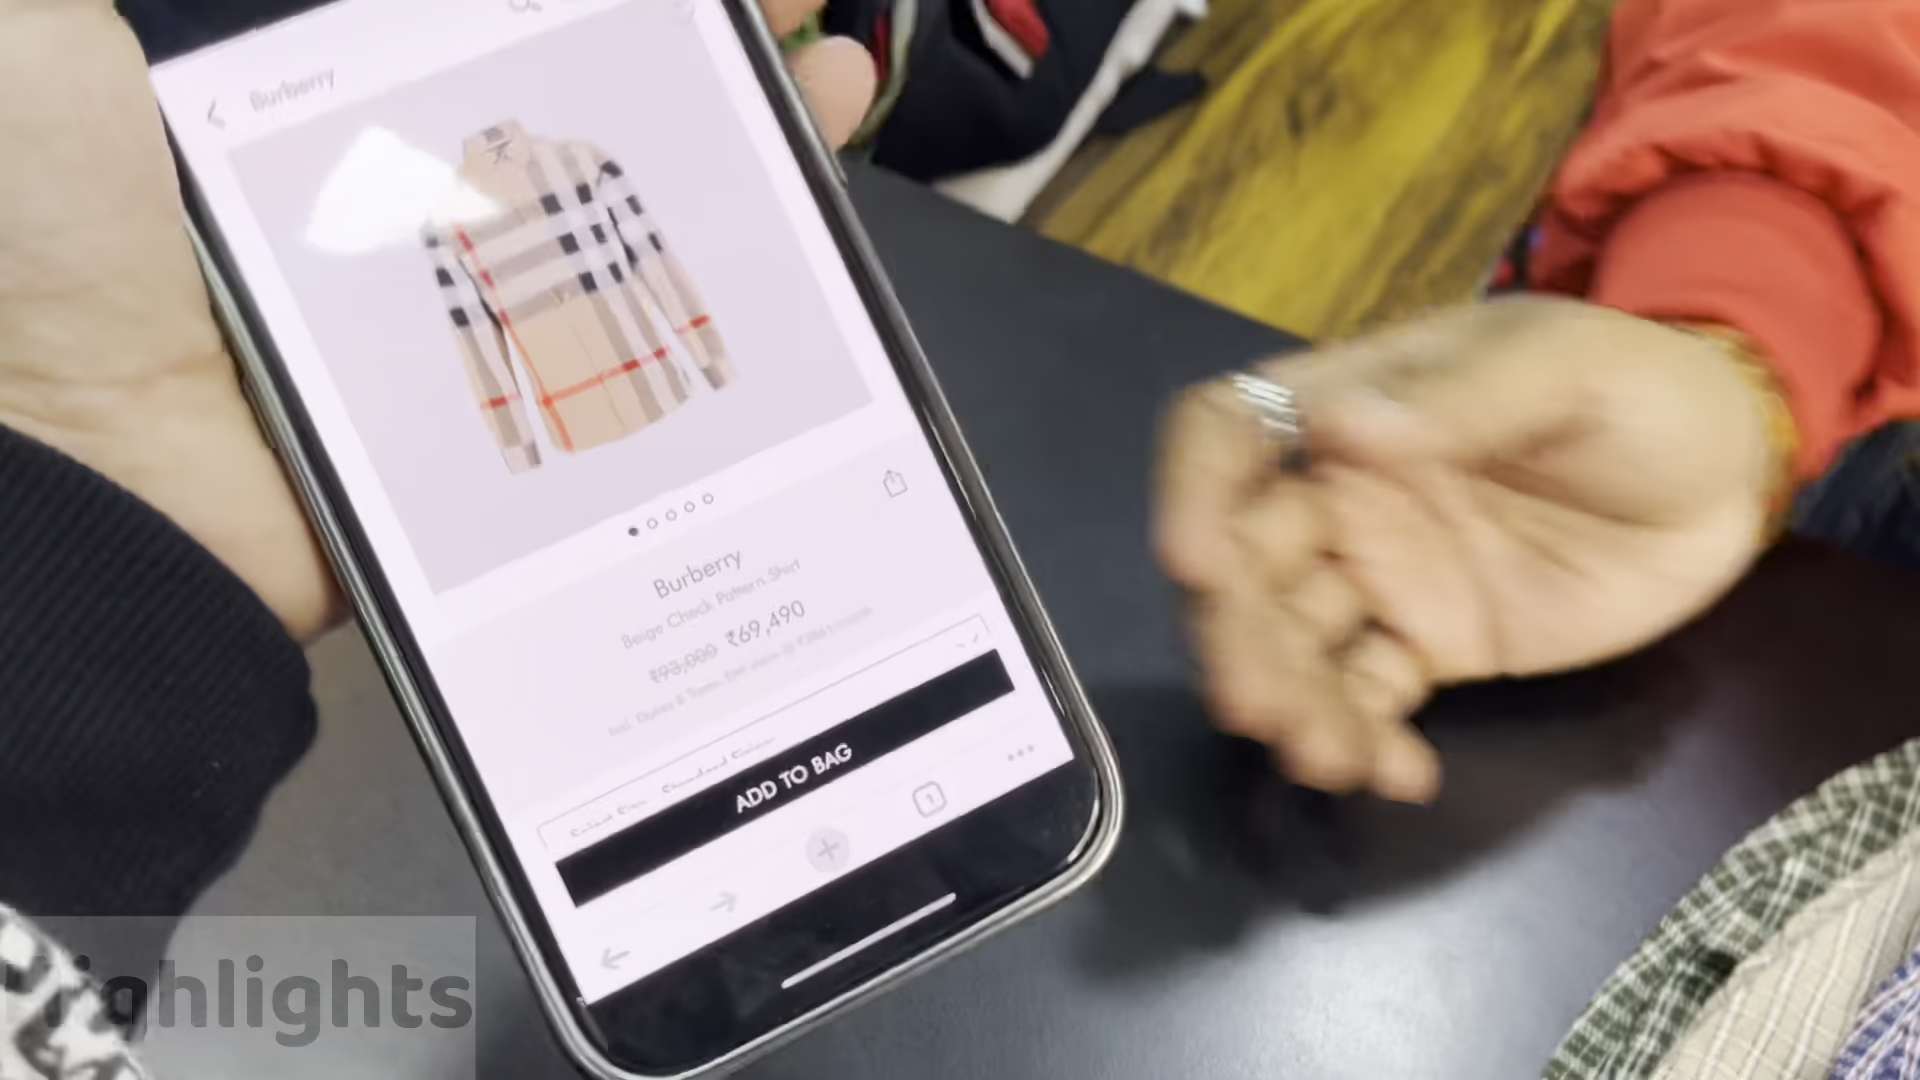 Burberry
Burberry
Beige Check Pattern Shirt
₹93,000 ₹69,490
ADD TO BAG
1
Highlights